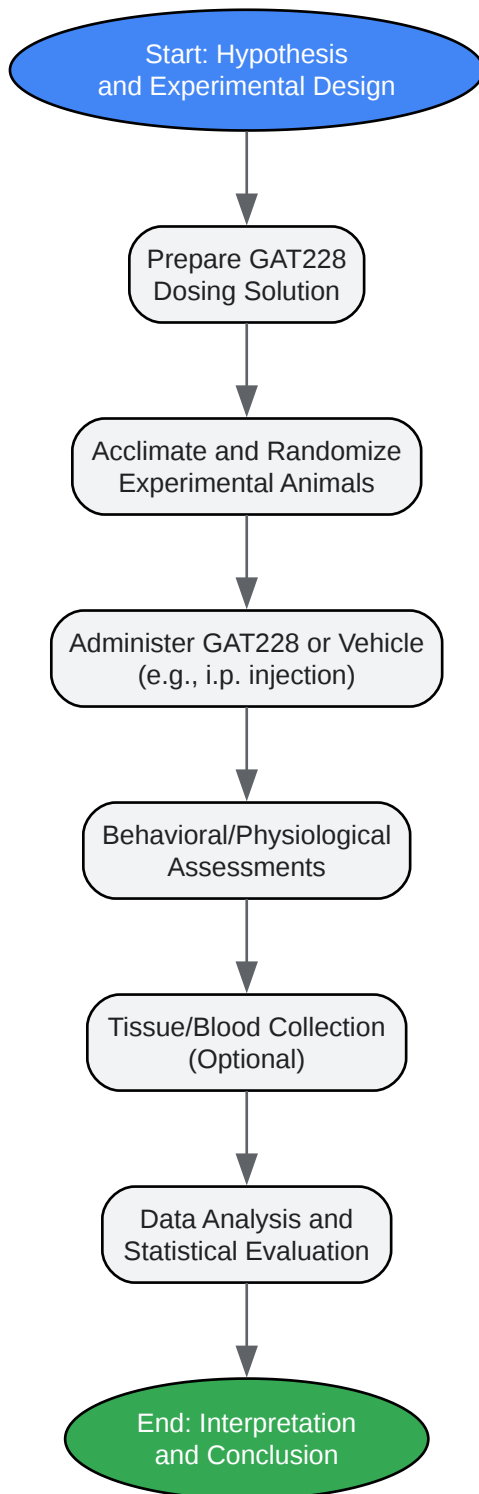 Start: Hypothesis
and Experimental Design
Prepare GAT228
Dosing Solution
Acclimate and Randomize
Experimental Animals
Administer GAT228 or Vehicle
(e.g., i.p. injection)
Behavioral/Physiological
Assessments
Tissue/Blood Collection
(Optional)
Data Analysis and
Statistical Evaluation
End: Interpretation
and Conclusion